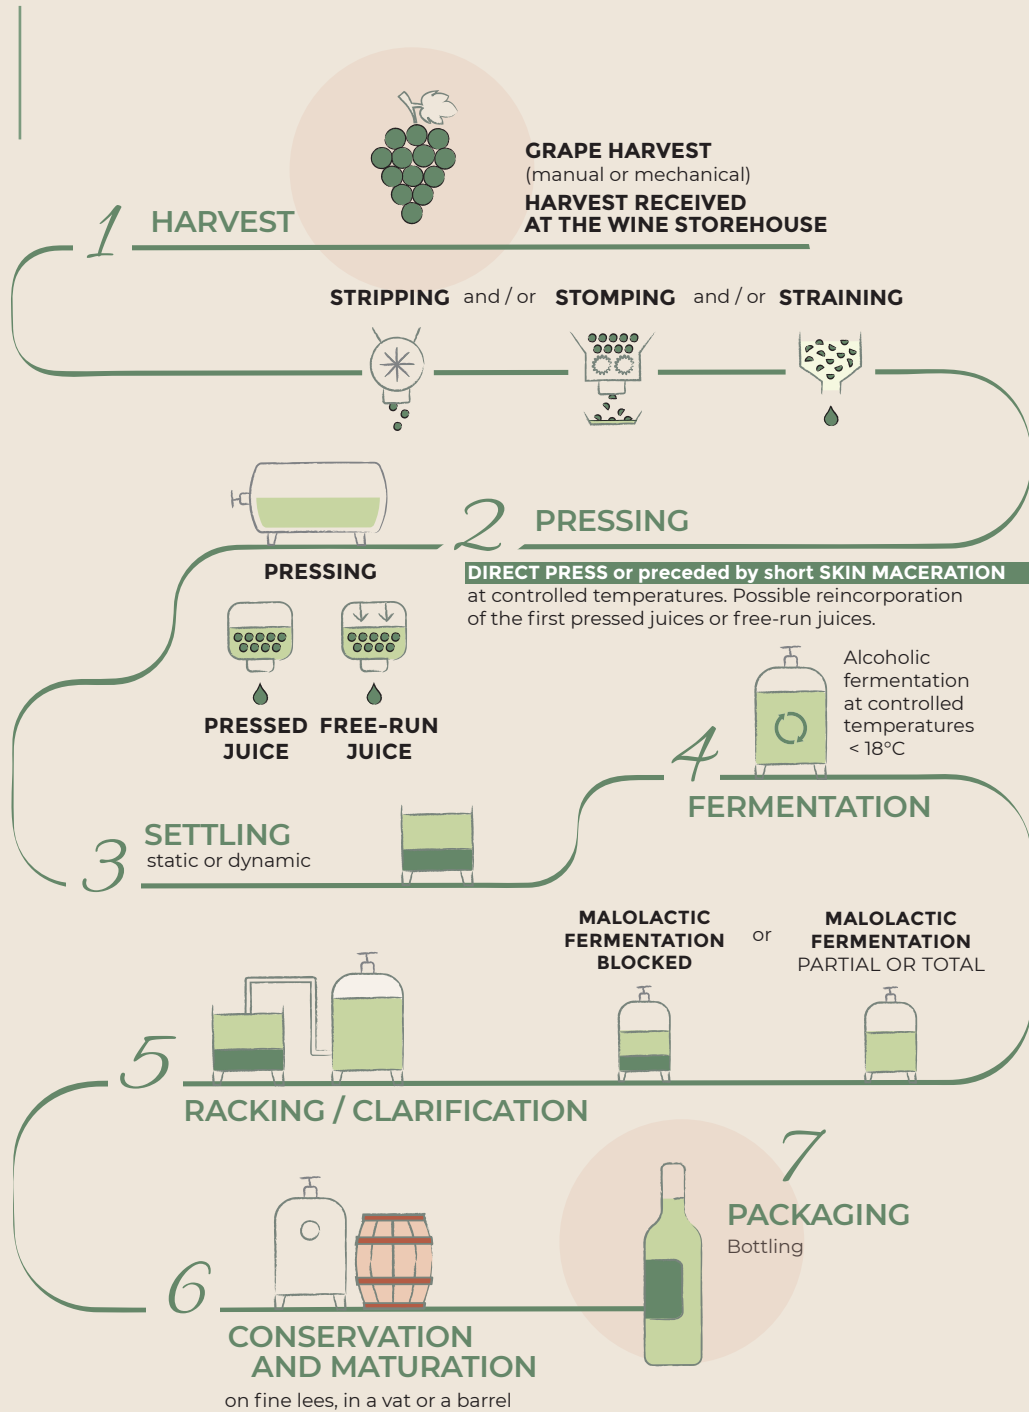 GRAPE HARVEST
(manual or mechanical)
HARVEST RECEIVED
AT THE WINE STOREHOUSE
1 HARVEST
STRIPPING and / or STOMPING and / or STRAINING
2 PRESSING
PRESSING
DIRECT PRESS or preceded by short SKIN MACERATION
at controlled temperatures. Possible reincorporation
of the first pressed juices or free-run juices.
PRESSED
JUICE
FREE-RUN
JUICE
3 SETTLING
static or dynamic
Alcoholic
fermentation
at controlled
temperatures
< 18°C
4
FERMENTATION
MALOLACTIC
FERMENTATION
BLOCKED
or
MALOLACTIC
FERMENTATION
PARTIAL OR TOTAL
5
RACKING / CLARIFICATION
6
CONSERVATION
AND MATURATION
on fine lees, in a vat or a barrel
7
PACKAGING
Bottling